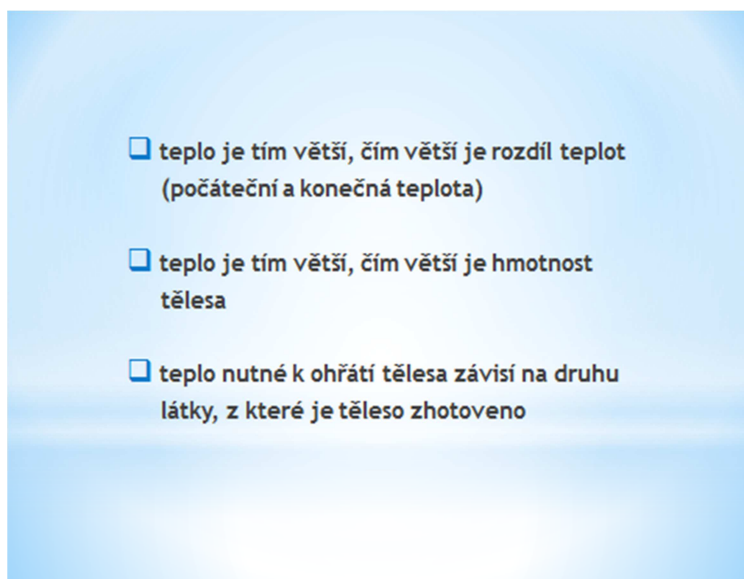 teplo je tím větší, čím větší je rozdíl teplot
(počáteční a konečná teplota)
teplo je tím větší, čím větší je hmotnost
tělesa
teplo nutné k ohřátí tělesa závisí na druhu
látky, z které je těleso zhotoveno